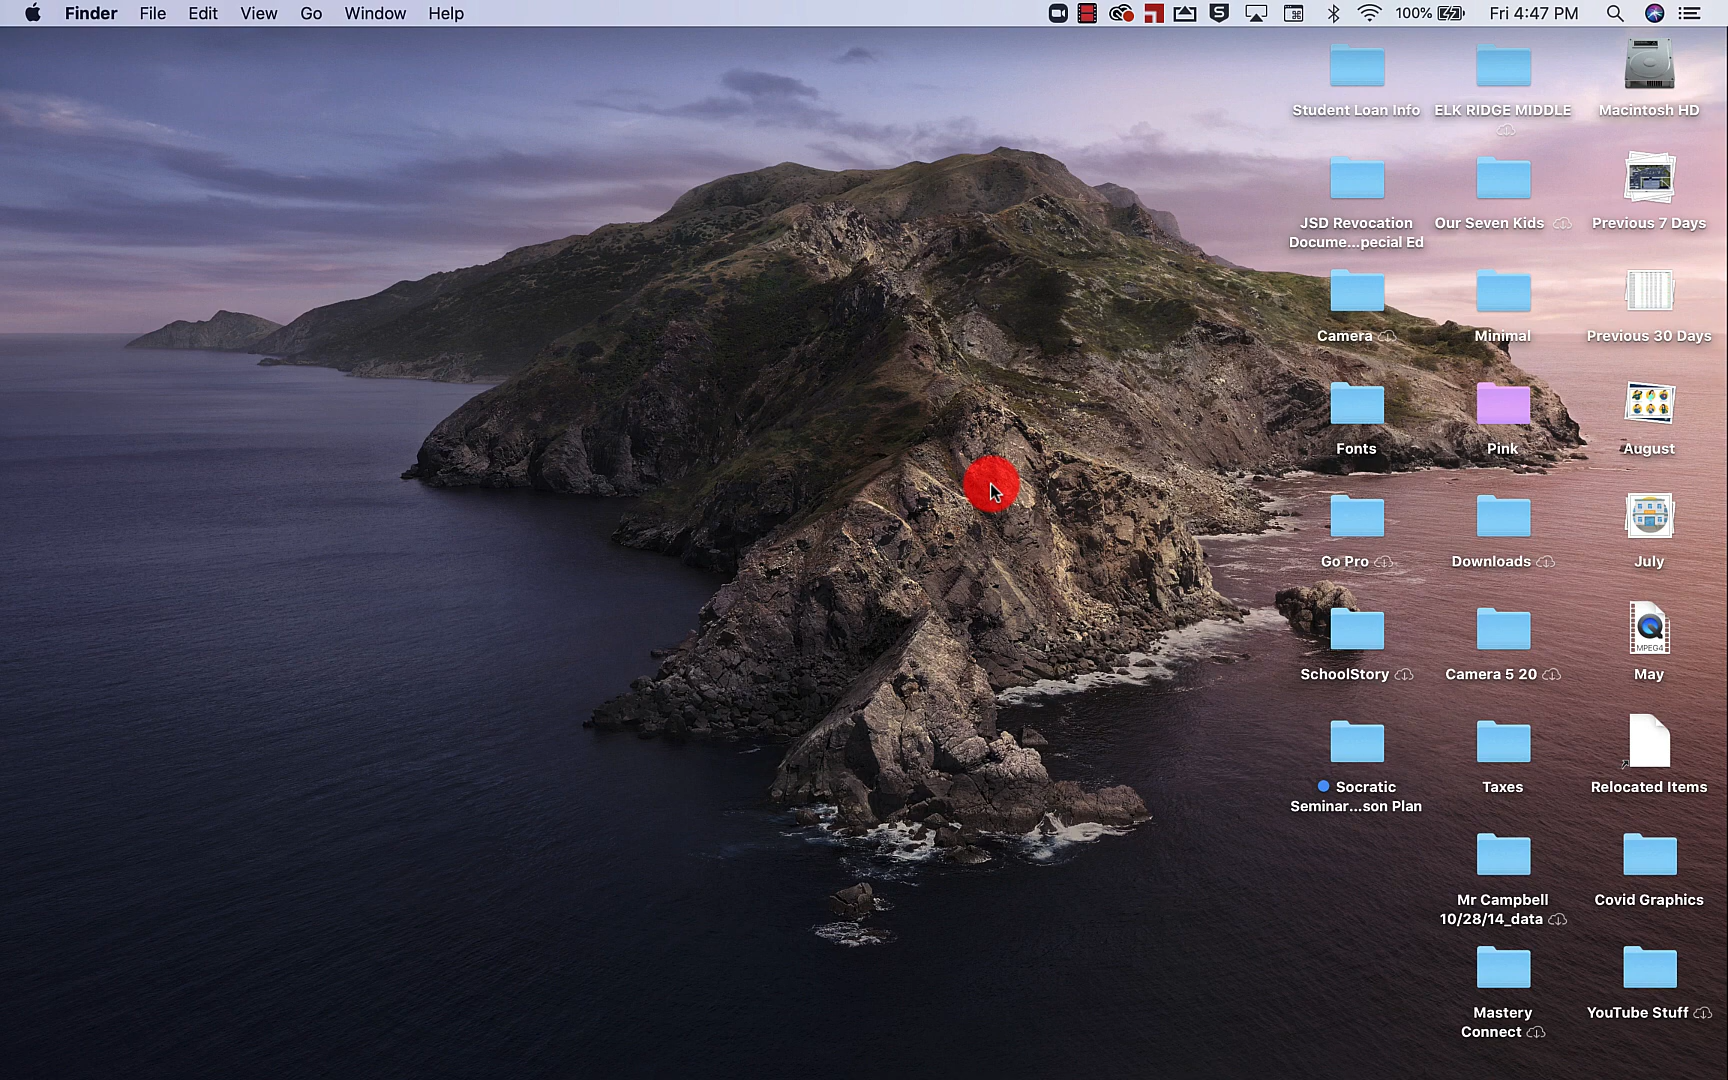 Finder File Edit View Go Window Help 100% Fri 4:47 PM
Student Loan Info
ELK RIDGE MIDDLE
Macintosh HD
JSD Revocation
Docume...pecial Ed
Our Seven Kids
Previous 7 Days
Camera
Minimal
Previous 30 Days
Fonts
Pink
August
Go Pro
Downloads
July
SchoolStory
Camera 5 20
MPEG4
May
Socratic
Seminar...son Plan
Taxes
Relocated Items
Mr Campbell
10/28/14_data
Covid Graphics
Mastery
Connect
YouTube Stuff